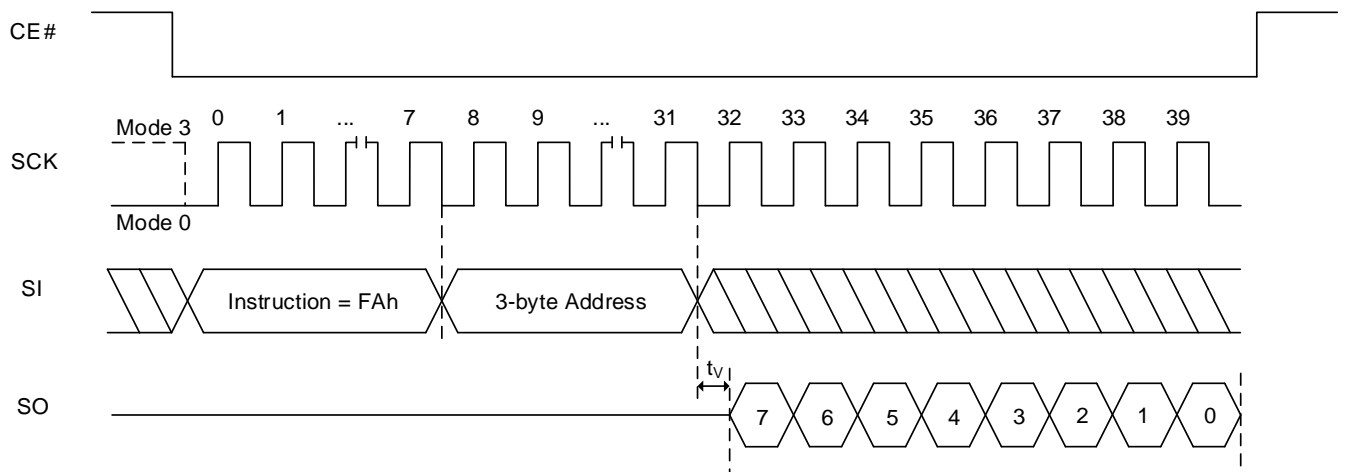 CE#
Mode 3 0 1 ... 7 8 9 ... 31 32 33 34 35 36 37 38 39
SCK
Mode 0
SI Instruction = FAh 3-byte Address
tV
SO 7 6 5 4 3 2 1 0